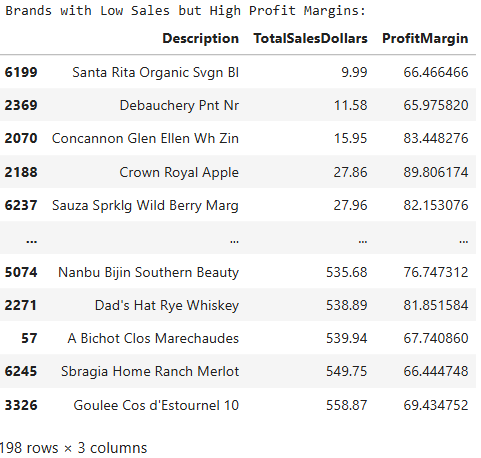 Brands with Low Sales but High Profit Margins:
Description TotalSalesDollars ProfitMargin
6199 Santa Rita Organic Svgn Bl 9.99 66.466466
2369 Debauchery Pnt Nr 11.58 65.975820
2070 Concannon Glen Ellen Wh Zin 15.95 83.448276
2188 Crown Royal Apple 27.86 89.806174
6237 Sauza Sprklg Wild Berry Marg 27.96 82.153076
... ... ... ...
5074 Nanbu Bijin Southern Beauty 535.68 76.747312
2271 Dad's Hat Rye Whiskey 538.89 81.851584
57 A Bichot Clos Marechaudes 539.94 67.740860
6245 Sbragia Home Ranch Merlot 549.75 66.444748
3326 Goulee Cos d'Estournel 10 558.87 69.434752
198 rows × 3 columns